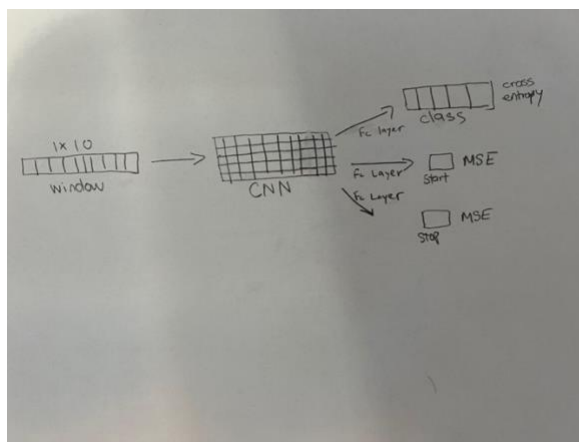 1x10
window
CNN
Fc layer
class
cross
entropy
Fc Layer
Start
MSE
Fc Layer
Stop
MSE